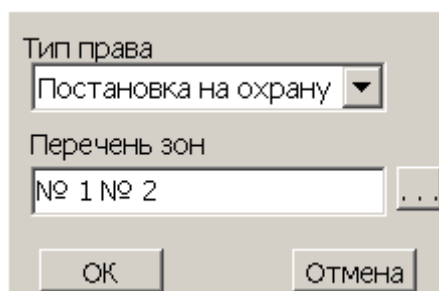 Тип права
Постановка на охрану
Перечень зон
№ 1 № 2
...
ОК
Отмена